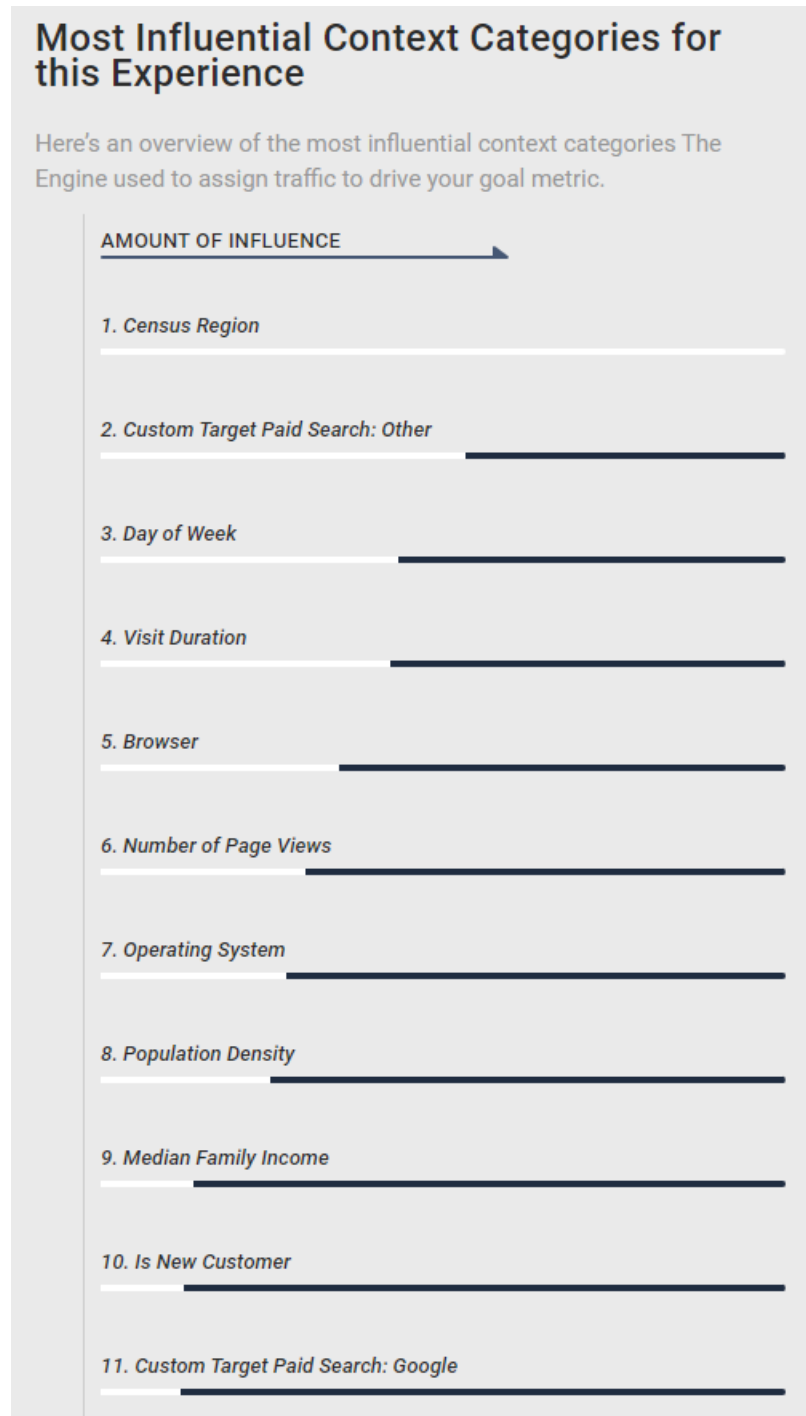 Most Influential Context Categories for
this Experience
Here’s an overview of the most influential context categories The
Engine used to assign traffic to drive your goal metric.
AMOUNT OF INFLUENCE
1. Census Region
2. Custom Target Paid Search: Other
3. Day of Week
4. Visit Duration
5. Browser
6. Number of Page Views
7. Operating System
8. Population Density
9. Median Family Income
10. Is New Customer
11. Custom Target Paid Search: Google